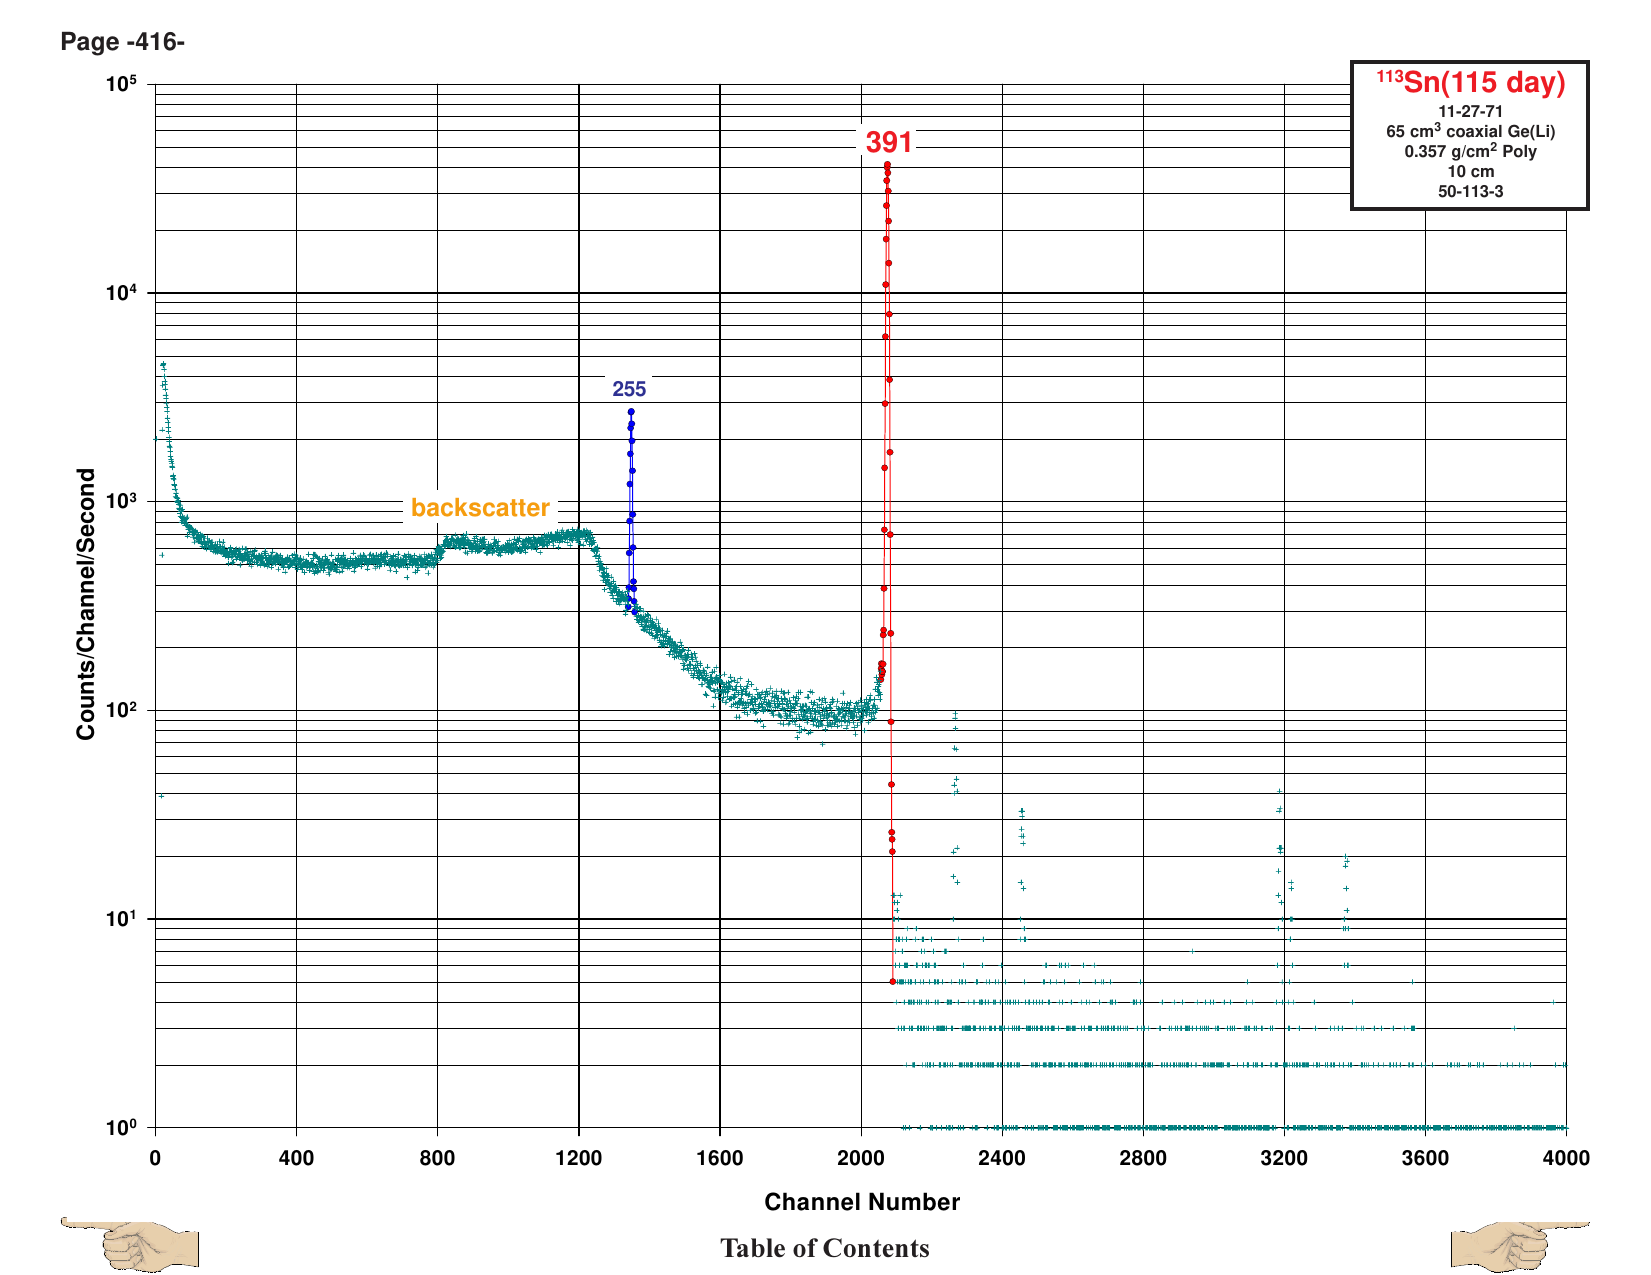 Page -416-
¹¹³Sn(115 day)
11-27-71
65 cm³ coaxial Ge(Li)
0.357 g/cm² Poly
10 cm
50-113-3
391
255
backscatter
10⁵
10⁴
10³
10²
10¹
10⁰
Counts/Channel/Second
0 400 800 1200 1600 2000 2400 2800 3200 3600 4000
Channel Number
Table of Contents